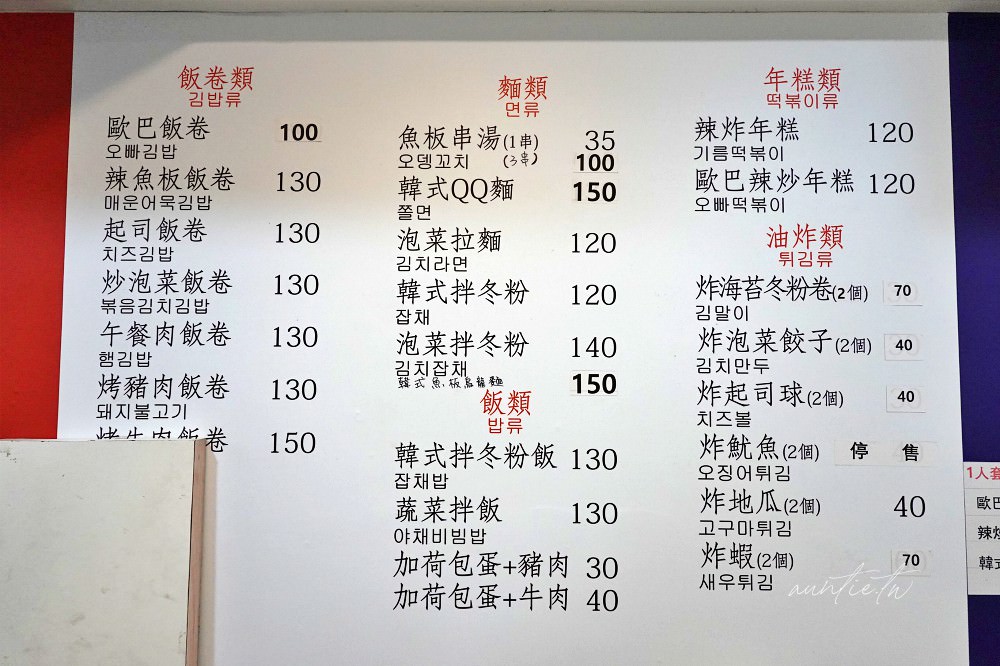 飯卷類
김밥류
歐巴飯卷 100
오빠김밥
辣魚板飯卷 130
매운어묵김밥
起司飯卷 130
치즈김밥
炒泡菜飯卷 130
볶음김치김밥
午餐肉飯卷 130
햄김밥
烤豬肉飯卷 130
돼지불고기
烤牛肉飯卷 150
麵類
면류
魚板串湯(1串) 35
오뎅꼬치 (3串) 100
韓式QQ麵 150
쫄면
泡菜拉麵 120
김치라면
韓式拌冬粉 120
잡채
泡菜拌冬粉 140
김치잡채
韓式魚板烏龍麵 150
飯類
밥류
韓式拌冬粉飯 130
잡채밥
蔬菜拌飯 130
야채비빔밥
加荷包蛋+豬肉 30
加荷包蛋+牛肉 40
年糕類
떡볶이류
辣炸年糕 120
기름떡볶이
歐巴辣炒年糕 120
오빠떡볶이
油炸類
튀김류
炸海苔冬粉卷(2個) 70
김말이
炸泡菜餃子(2個) 40
김치만두
炸起司球(2個) 40
치즈볼
炸魷魚(2個) 停售
오징어튀김
炸地瓜(2個) 40
고구마튀김
炸蝦(2個) 70
새우튀김
auntie.tw
1人套
歐巴
辣炒
韓式